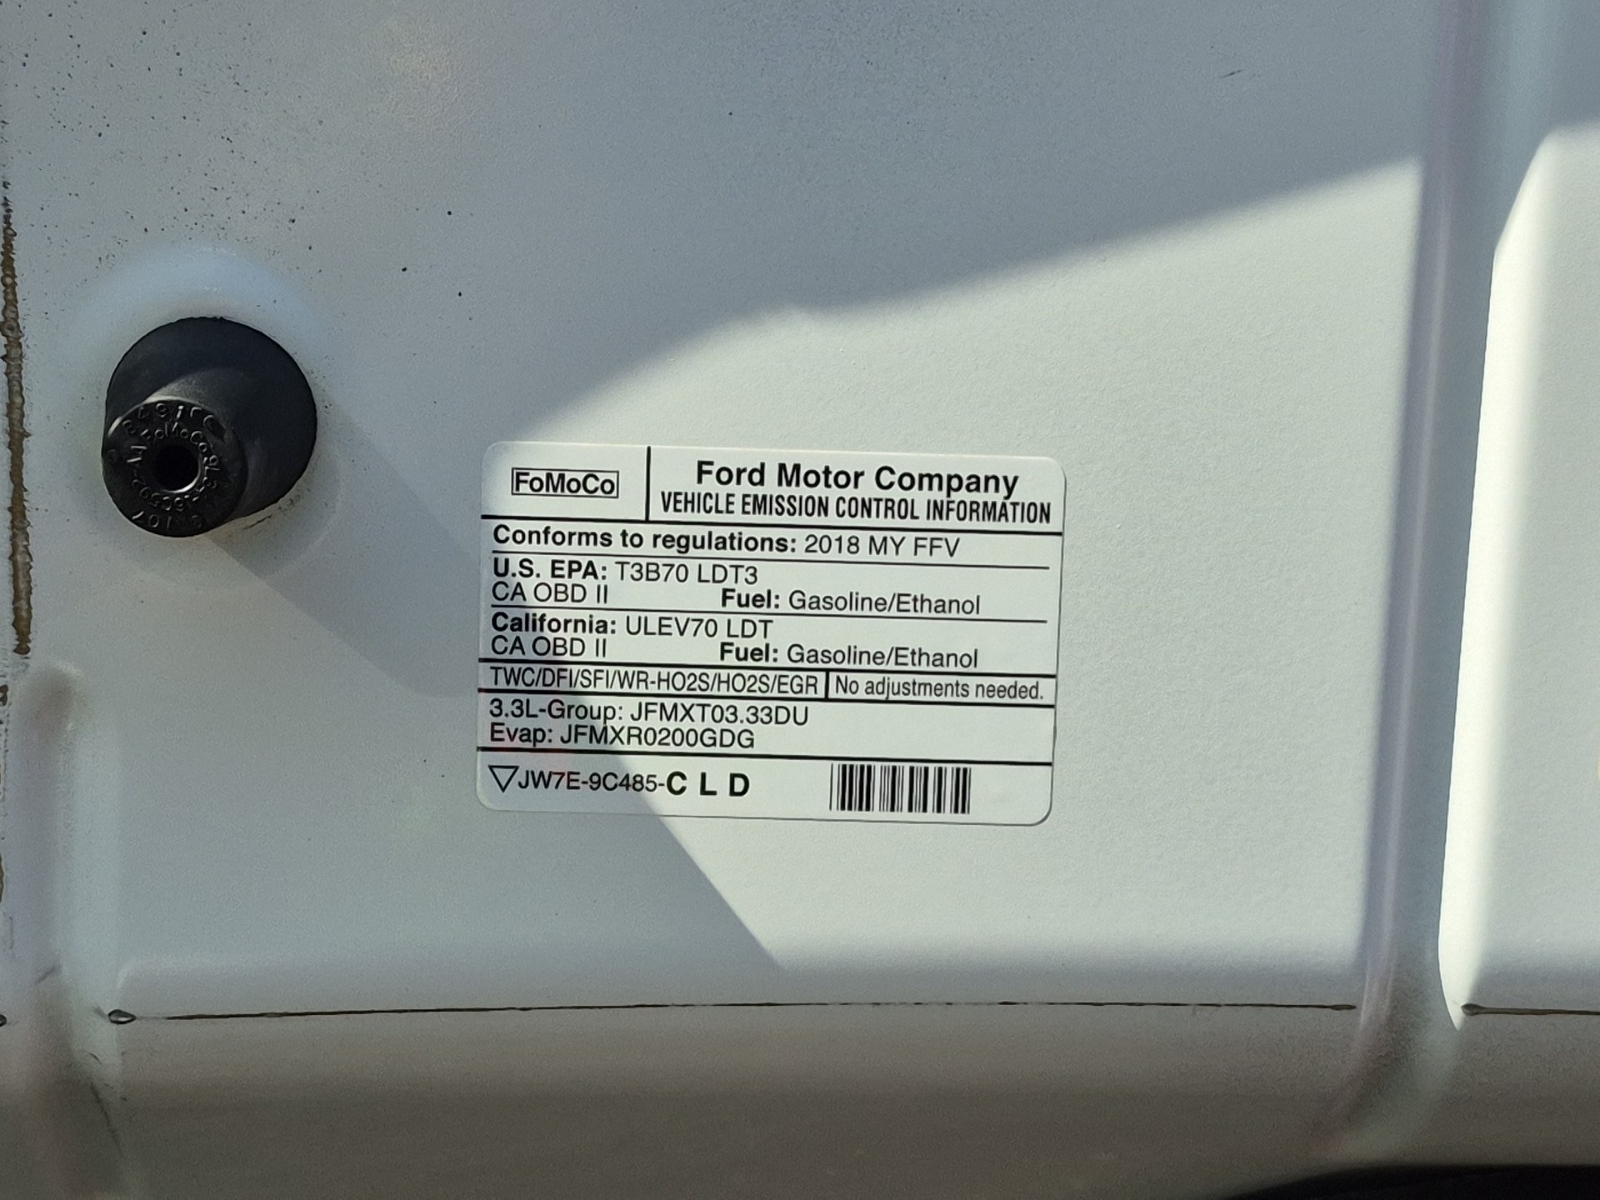 FoMoCo
Ford Motor Company
VEHICLE EMISSION CONTROL INFORMATION
Conforms to regulations: 2018 MY FFV
U.S. EPA: T3B70 LDT3
CA OBD II Fuel: Gasoline/Ethanol
California: ULEV70 LDT
CA OBD II Fuel: Gasoline/Ethanol
TWC/DFI/SFI/WR-HO2S/HO2S/EGR No adjustments needed.
3.3L-Group: JFMXT03.33DU
Evap: JFMXR0200GDG
JW7E-9C485-C L D
FoMoCo